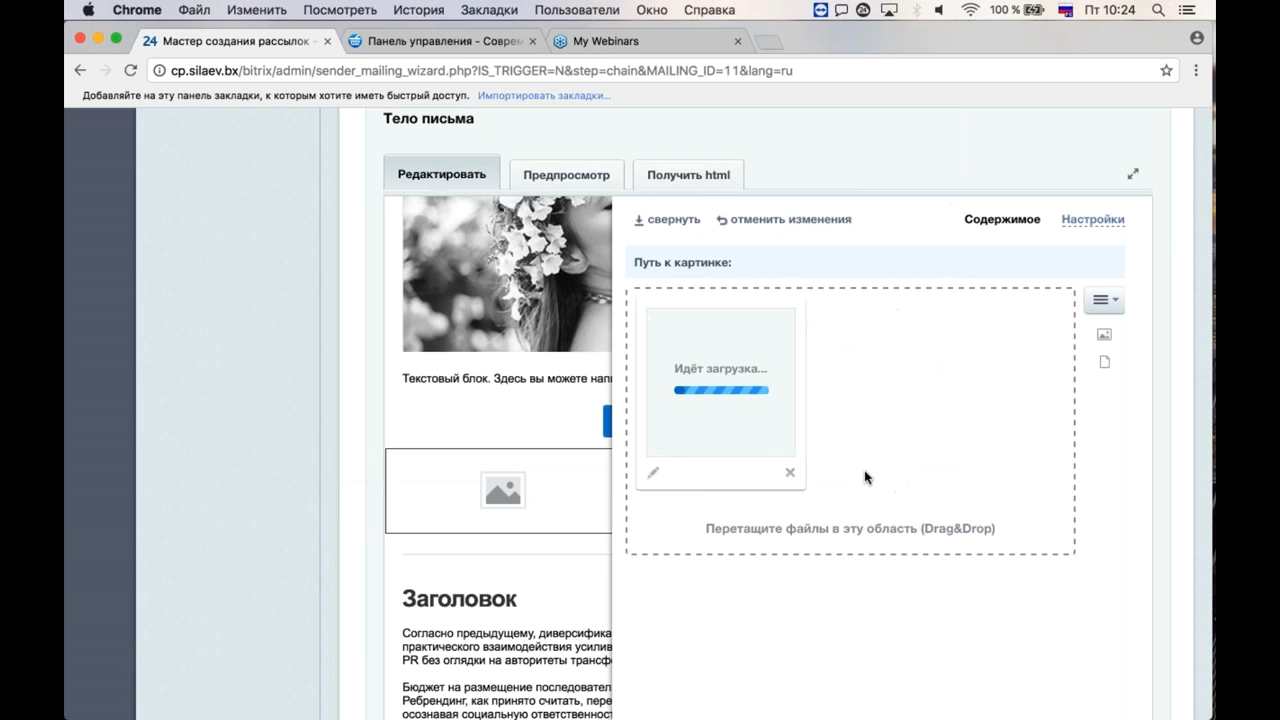 Chrome Файл Изменить Посмотреть История Закладки Пользователи Окно Справка 100 % Пт 10:24
24 Мастер создания рассылок - Панель управления - Соврем My Webinars
cp.silaev.bx/bitrix/admin/sender_mailing_wizard.php?IS_TRIGGER=N&step=chain&MAILING_ID=11&lang=ru
Добавляйте на эту панель закладки, к которым хотите иметь быстрый доступ. Импортировать закладки...
Тело письма
Редактировать Предпросмотр Получить html
свернуть отменить изменения Содержимое Настройки
Путь к картинке:
Идёт загрузка...
Текстовый блок. Здесь вы можете напи
Перетащите файлы в эту область (Drag&Drop)
Заголовок
Согласно предыдущему, диверсифика
практического взаимодействия усилив
PR без оглядки на авторитеты трансф
Бюджет на размещение последовател
Ребрендинг, как принято считать, пере
осознавая социальную ответственност